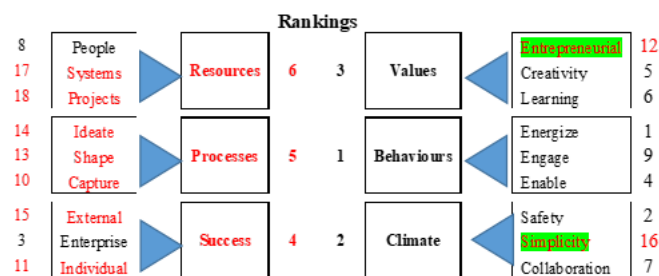 Rankings
8 People Entrepreneurial 12
17 Systems Resources 6 3 Values Creativity 5
18 Projects Learning 6
14 Ideate Energize 1
13 Shape Processes 5 1 Behaviours Engage 9
10 Capture Enable 4
15 External Safety 2
3 Enterprise Success 4 2 Climate Simplicity 16
11 Individual Collaboration 7